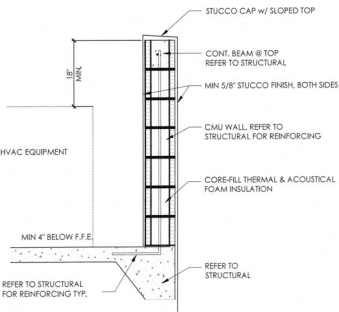 STUCCO CAP w/ SLOPED TOP
18"
MIN.
CONT. BEAM @ TOP
REFER TO STRUCTURAL
MIN 5/8" STUCCO FINISH, BOTH SIDES
CMU WALL, REFER TO
STRUCTURAL FOR REINFORCING
HVAC EQUIPMENT
CORE-FILL THERMAL & ACOUSTICAL
FOAM INSULATION
MIN 4" BELOW F.F.E.
REFER TO
STRUCTURAL
REFER TO STRUCTURAL
FOR REINFORCING TYP.